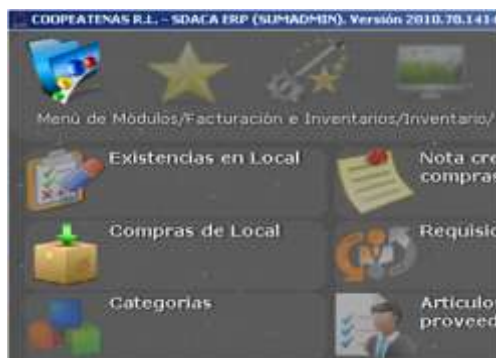 COOPEATENAS R.L. - SDACA ERP (SUMADMIN). Versión 2010.70.141
Menú de Módulos/Facturación e Inventarios/Inventario/
Existencias en Local
Nota cre
compras
Compras de Local
Requisic
Categorias
Articulo
proveed